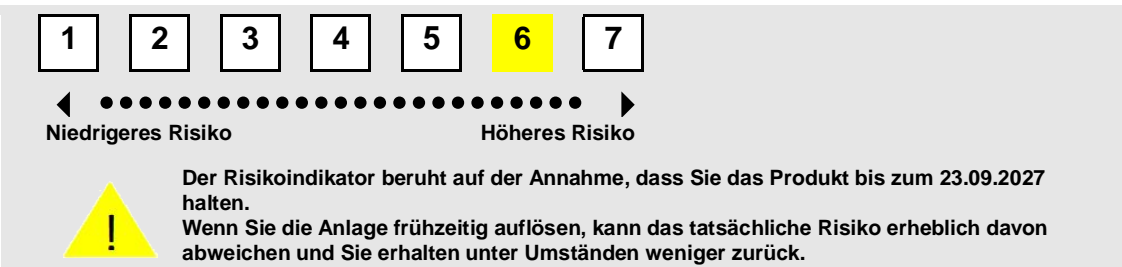 1 2 3 4 5 6 7
Niedrigeres Risiko Höheres Risiko
Der Risikoindikator beruht auf der Annahme, dass Sie das Produkt bis zum 23.09.2027
halten.
! Wenn Sie die Anlage frühzeitig auflösen, kann das tatsächliche Risiko erheblich davon
abweichen und Sie erhalten unter Umständen weniger zurück.